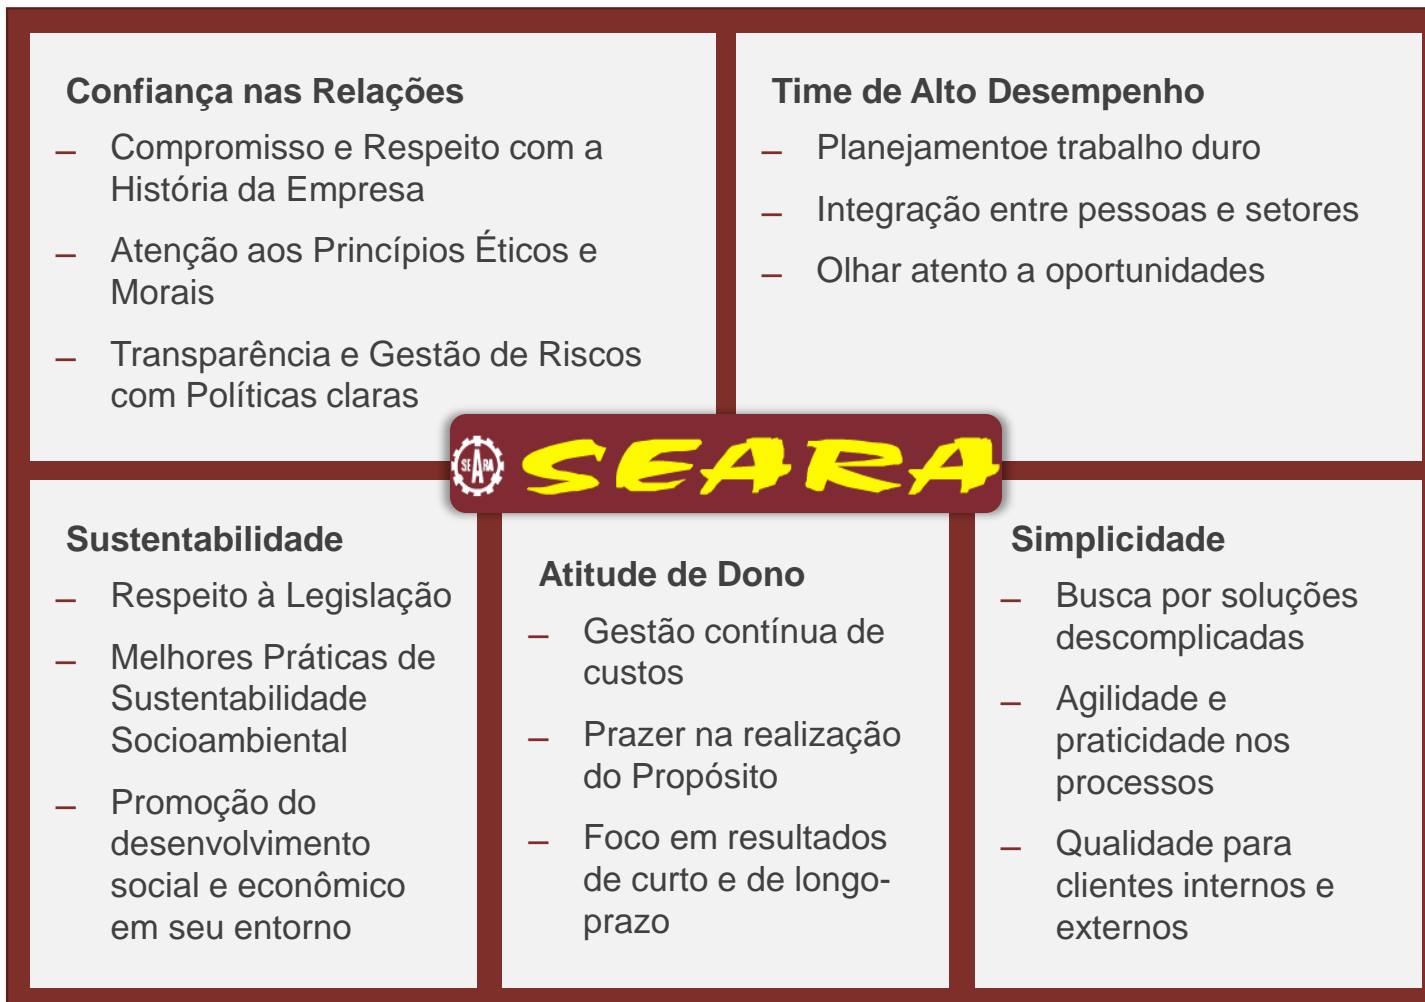 Confiança nas Relações
– Compromisso e Respeito com a
História da Empresa
– Atenção aos Princípios Éticos e
Morais
– Transparência e Gestão de Riscos
com Políticas claras
Time de Alto Desempenho
– Planejamentoe trabalho duro
– Integração entre pessoas e setores
– Olhar atento a oportunidades
SEARA
SEARA
Sustentabilidade
– Respeito à Legislação
– Melhores Práticas de
Sustentabilidade
Socioambiental
– Promoção do
desenvolvimento
social e econômico
em seu entorno
Atitude de Dono
– Gestão contínua de
custos
– Prazer na realização
do Propósito
– Foco em resultados
de curto e de longo-
prazo
Simplicidade
– Busca por soluções
descomplicadas
– Agilidade e
praticidade nos
processos
– Qualidade para
clientes internos e
externos